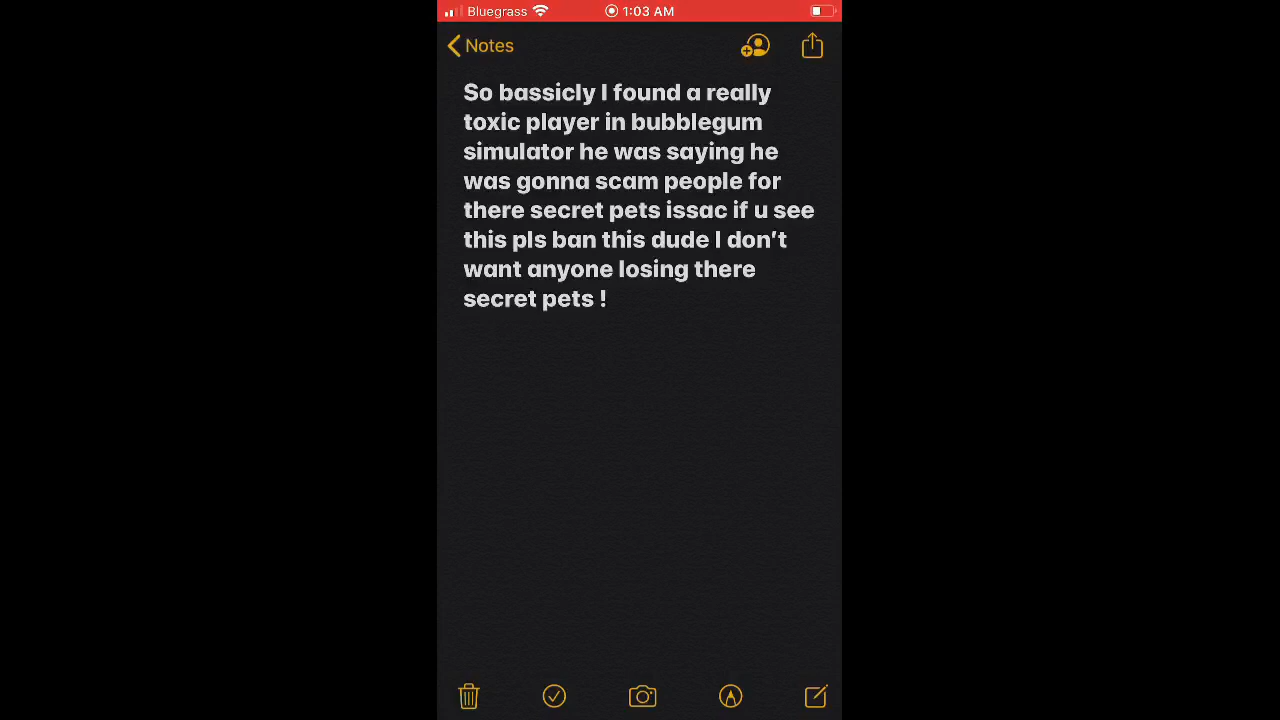 Bluegrass 1:03 AM
Notes
So bassicly I found a really
toxic player in bubblegum
simulator he was saying he
was gonna scam people for
there secret pets issac if u see
this pls ban this dude I don't
want anyone losing there
secret pets !